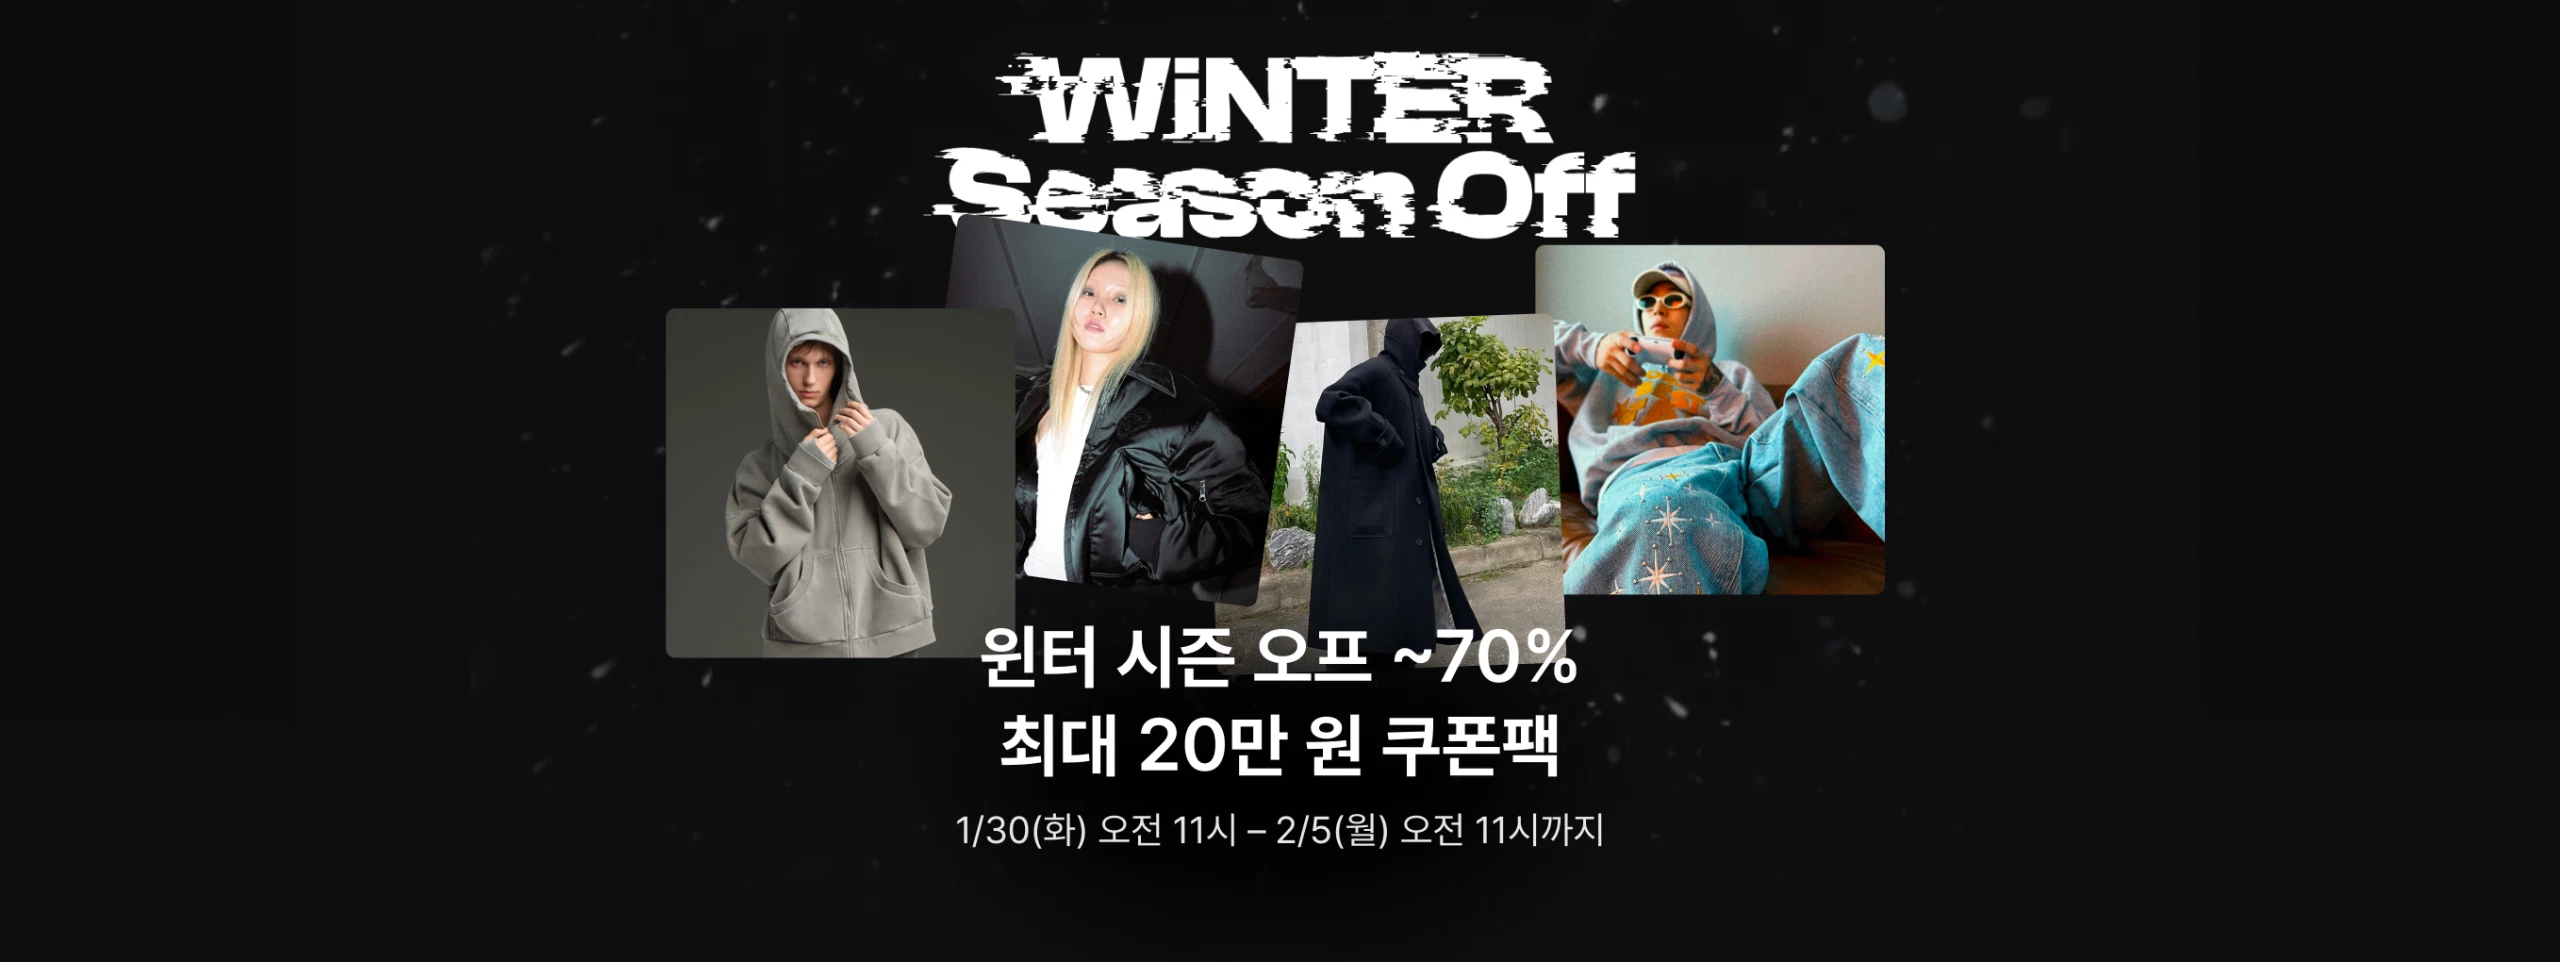 WiNTER
Season Off
윈터 시즌 오프 ~70%
최대 20만 원 쿠폰팩
1/30(화) 오전 11시 – 2/5(월) 오전 11시까지